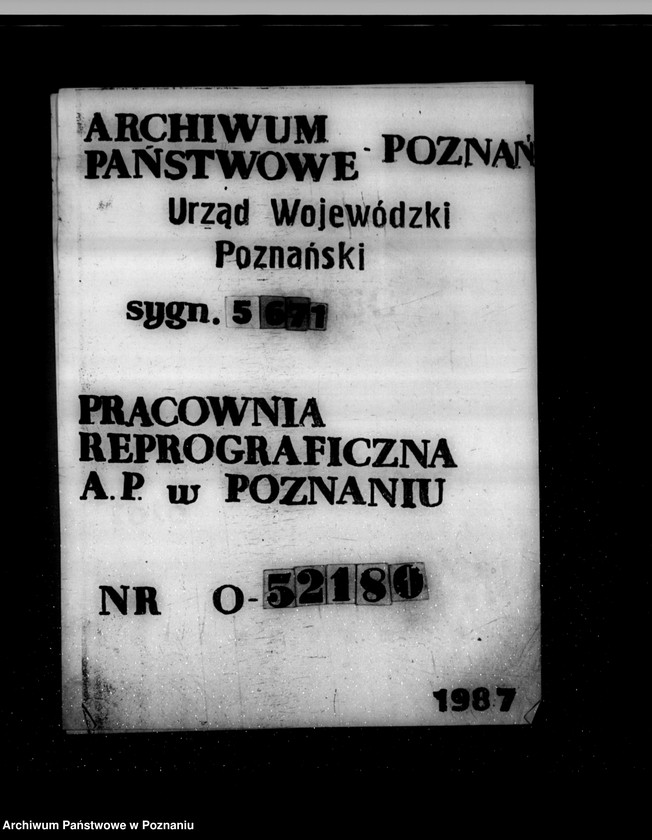 ARCHIWUM
PAŃSTWOWE - POZNAŃ
Urząd Wojewódzki
Poznański
sygn. 5671
PRACOWNIA
REPROGRAFICZNA
A.P. w POZNANIU
NR O-52180
1987
Archiwum Państwowe w Poznaniu